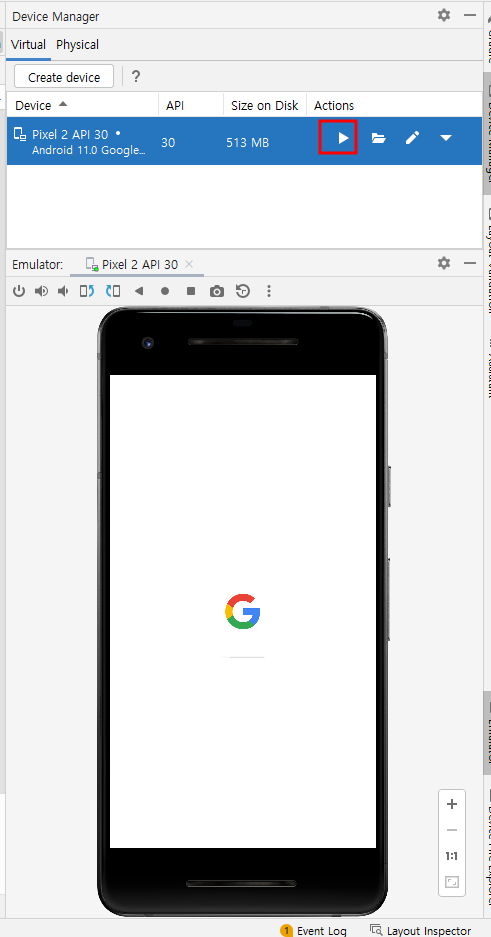 Device Manager
Virtual Physical
Create device ?
Device API Size on Disk Actions
Pixel 2 API 30 30 513 MB
Android 11.0 Google...
Emulator: Pixel 2 API 30
G
1:1
1 Event Log Layout Inspector